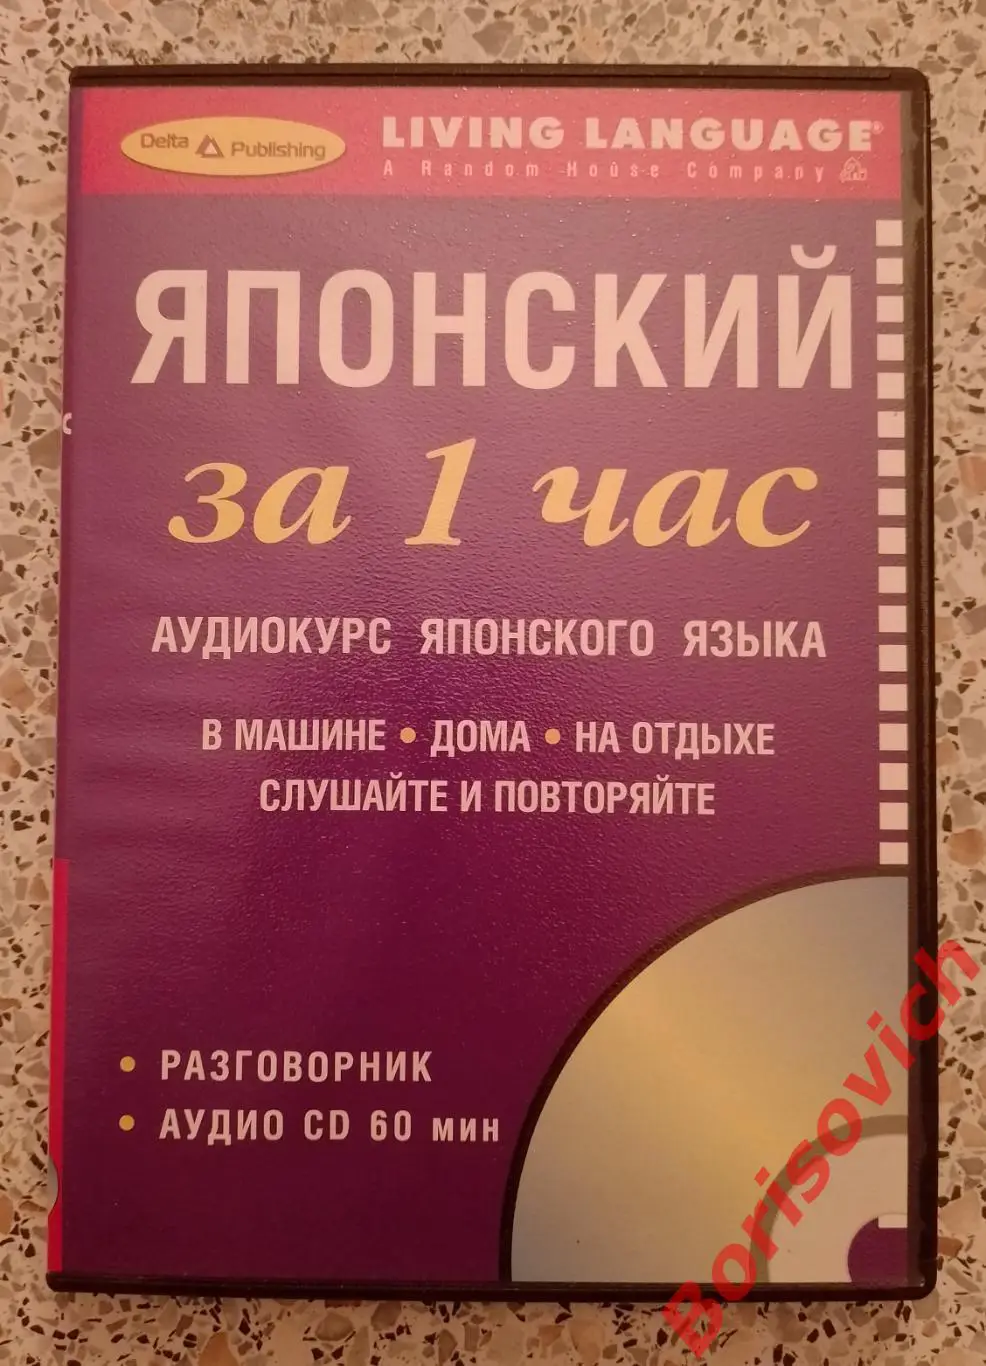 Delta Publishing
LIVING LANGUAGE®
A Random House Company
ЯПОНСКИЙ
за 1 час
АУДИОКУРС ЯПОНСКОГО ЯЗЫКА
В МАШИНЕ • ДОМА • НА ОТДЫХЕ
СЛУШАЙТЕ И ПОВТОРЯЙТЕ
• РАЗГОВОРНИК
• АУДИО CD 60 мин
Borisovich